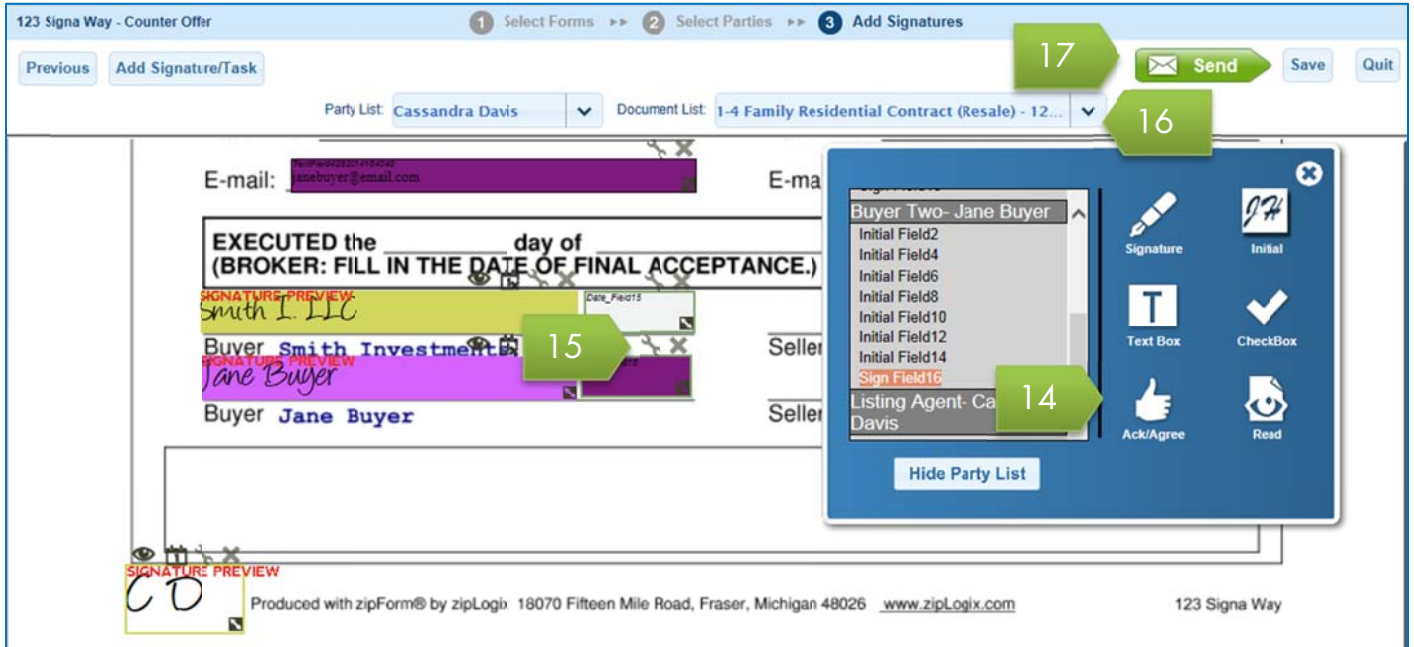 123 Signa Way - Counter Offer 1 Select Forms ▸▸ 2 Select Parties ▸▸ 3 Add Signatures
17
Previous Add Signature/Task Send Save Quit
Party List: Cassandra Davis Document List: 1-4 Family Residential Contract (Resale) - 12...
16
E-mail: janebuyer@email.com E-ma
Buyer Two- Jane Buyer
Initial Field2
Initial Field4
Initial Field6
Initial Field8
Initial Field10
Initial Field12
Initial Field14
Sign Field16
Listing Agent- Ca
Davis
14
Hide Party List
Signature Initial
T
Text Box CheckBox
Ack/Agree Read
EXECUTED the ________ day of
(BROKER: FILL IN THE DATE OF FINAL ACCEPTANCE.)
SIGNATURE PREVIEW
Smith I. LLC Date_Field15
Buyer Smith Investments 15 Seller
SIGNATURE PREVIEW
Jane Buyer
Buyer Jane Buyer Seller
SIGNATURE PREVIEW
CD
Produced with zipForm® by zipLogix 18070 Fifteen Mile Road, Fraser, Michigan 48026 www.zipLogix.com 123 Signa Way